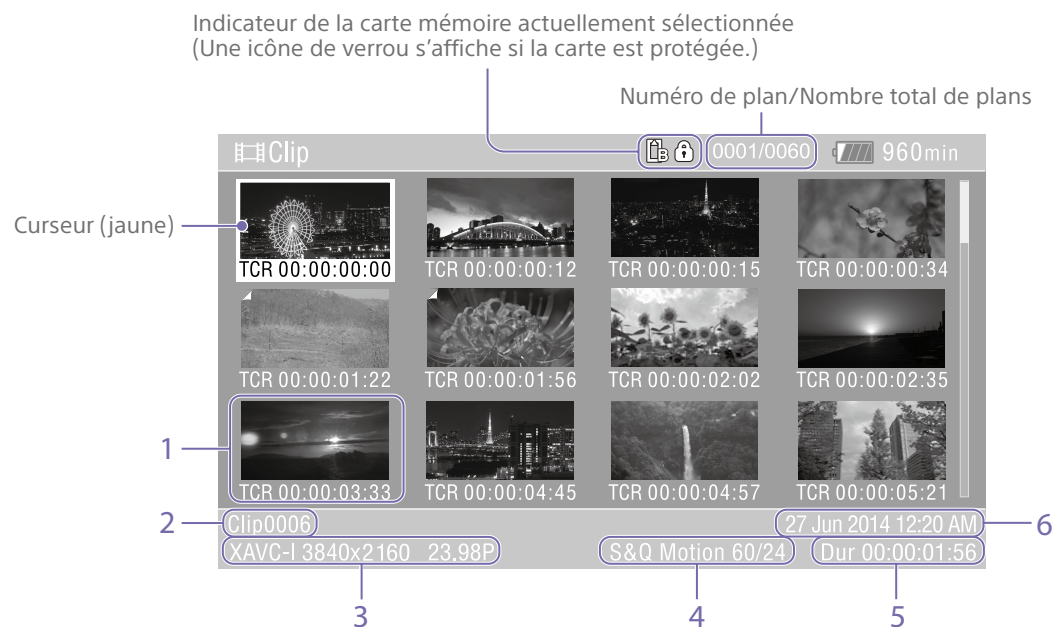 Indicateur de la carte mémoire actuellement sélectionnée
(Une icône de verrou s’affiche si la carte est protégée.)
Numéro de plan/Nombre total de plans
Clip
B
0001/0060
960min
Curseur (jaune)
TCR 00:00:00:00
TCR 00:00:00:12
TCR 00:00:00:15
TCR 00:00:00:34
TCR 00:00:01:22
TCR 00:00:01:56
TCR 00:00:02:02
TCR 00:00:02:35
1
TCR 00:00:03:33
TCR 00:00:04:45
TCR 00:00:04:57
TCR 00:00:05:21
2
Clip0006
27 Jun 2014 12:20 AM
6
XAVC-I 3840x2160 23.98P
S&Q Motion 60/24
Dur 00:00:01:56
3
4
5